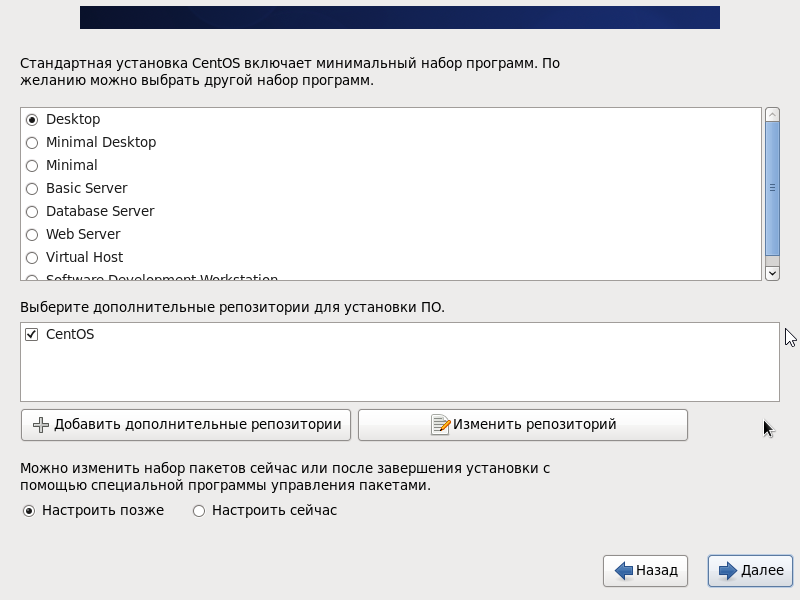 Стандартная установка CentOS включает минимальный набор программ. По
желанию можно выбрать другой набор программ.
Desktop
Minimal Desktop
Minimal
Basic Server
Database Server
Web Server
Virtual Host
Software Development Workstation
Выберите дополнительные репозитории для установки ПО.
CentOS
Добавить дополнительные репозитории
Изменить репозиторий
Можно изменить набор пакетов сейчас или после завершения установки с
помощью специальной программы управления пакетами.
Настроить позже
Настроить сейчас
Назад
Далее